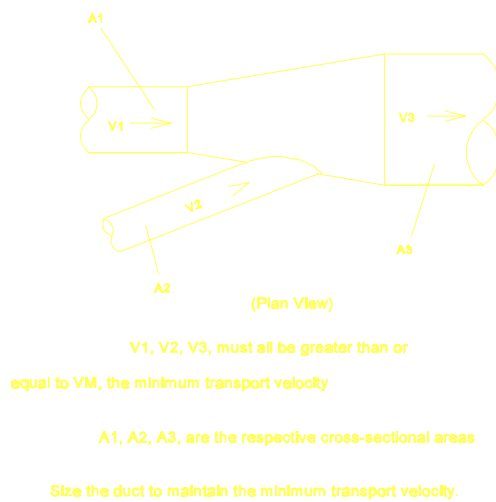 A1
V1
V3
V2
A2
A3
(Plan View)
V1, V2, V3, must all be greater than or
equal to VM, the minimum transport velocity
A1, A2, A3, are the respective cross-sectional areas
Size the duct to maintain the minimum transport velocity.